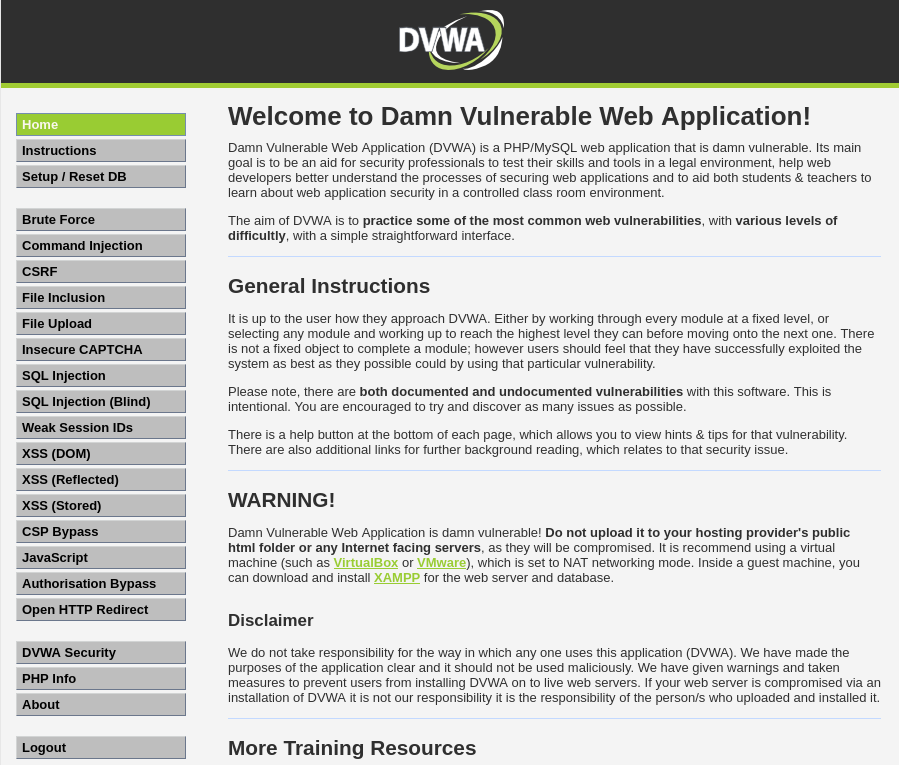 DVWA
Home
Instructions
Setup / Reset DB
Brute Force
Command Injection
CSRF
File Inclusion
File Upload
Insecure CAPTCHA
SQL Injection
SQL Injection (Blind)
Weak Session IDs
XSS (DOM)
XSS (Reflected)
XSS (Stored)
CSP Bypass
JavaScript
Authorisation Bypass
Open HTTP Redirect
DVWA Security
PHP Info
About
Logout
Welcome to Damn Vulnerable Web Application!
Damn Vulnerable Web Application (DVWA) is a PHP/MySQL web application that is damn vulnerable. Its main
goal is to be an aid for security professionals to test their skills and tools in a legal environment, help web
developers better understand the processes of securing web applications and to aid both students & teachers to
learn about web application security in a controlled class room environment.
The aim of DVWA is to practice some of the most common web vulnerabilities, with various levels of
difficultly, with a simple straightforward interface.
General Instructions
It is up to the user how they approach DVWA. Either by working through every module at a fixed level, or
selecting any module and working up to reach the highest level they can before moving onto the next one. There
is not a fixed object to complete a module; however users should feel that they have successfully exploited the
system as best as they possible could by using that particular vulnerability.
Please note, there are both documented and undocumented vulnerabilities with this software. This is
intentional. You are encouraged to try and discover as many issues as possible.
There is a help button at the bottom of each page, which allows you to view hints & tips for that vulnerability.
There are also additional links for further background reading, which relates to that security issue.
WARNING!
Damn Vulnerable Web Application is damn vulnerable! Do not upload it to your hosting provider's public
html folder or any Internet facing servers, as they will be compromised. It is recommend using a virtual
machine (such as VirtualBox or VMware), which is set to NAT networking mode. Inside a guest machine, you
can download and install XAMPP for the web server and database.
Disclaimer
We do not take responsibility for the way in which any one uses this application (DVWA). We have made the
purposes of the application clear and it should not be used maliciously. We have given warnings and taken
measures to prevent users from installing DVWA on to live web servers. If your web server is compromised via an
installation of DVWA it is not our responsibility it is the responsibility of the person/s who uploaded and installed it.
More Training Resources